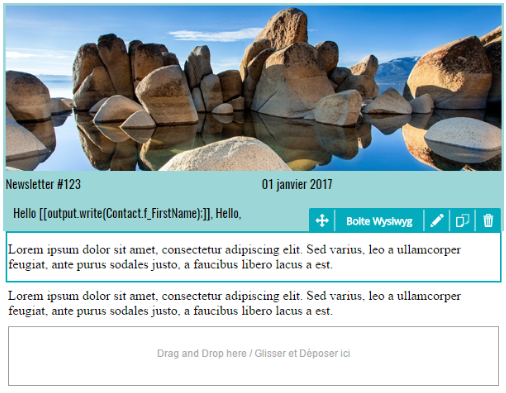 Newsletter #123 01 janvier 2017
Hello [[output.write(Contact.f_FirstName);]], Hello,
Boite Wyslwyg
Lorem ipsum dolor sit amet, consectetur adipiscing elit. Sed varius, leo a ullamcorper
feugiat, ante purus sodales justo, a faucibus libero lacus a est.
Lorem ipsum dolor sit amet, consectetur adipiscing elit. Sed varius, leo a ullamcorper
feugiat, ante purus sodales justo, a faucibus libero lacus a est.
Drag and Drop here / Glisser et Déposer ici